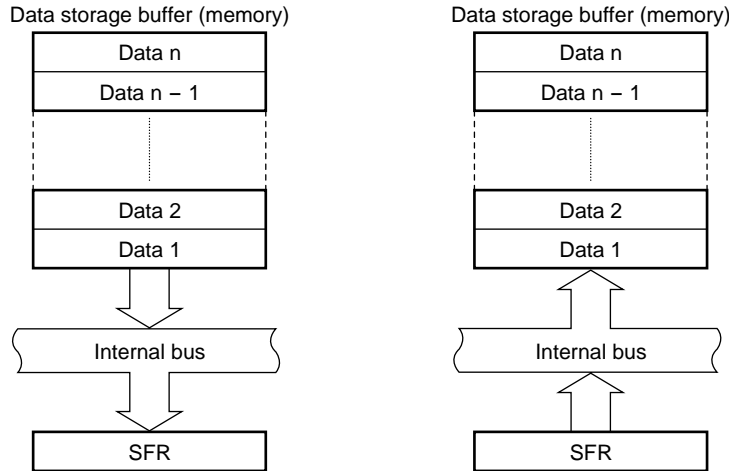 Data storage buffer (memory)
Data n
Data n − 1
Data 2
Data 1
Internal bus
SFR
Data storage buffer (memory)
Data n
Data n − 1
Data 2
Data 1
Internal bus
SFR